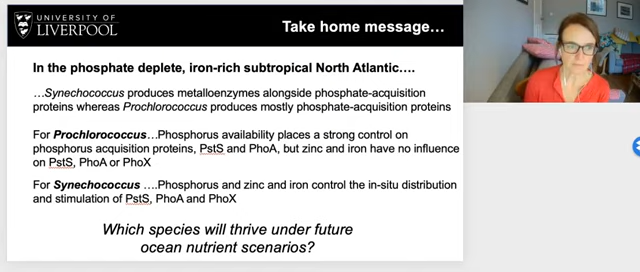 UNIVERSITY OF
LIVERPOOL
Take home message...
In the phosphate deplete, iron-rich subtropical North Atlantic....
...Synechococcus produces metalloenzymes alongside phosphate-acquisition
proteins whereas Prochlorococcus produces mostly phosphate-acquisition proteins
For Prochlorococcus...Phosphorus availability places a strong control on
phosphorus acquisition proteins, PstS and PhoA, but zinc and iron have no influence
on PstS, PhoA or PhoX
For Synechococcus ....Phosphorus and zinc and iron control the in-situ distribution
and stimulation of PstS, PhoA and PhoX
Which species will thrive under future
ocean nutrient scenarios?